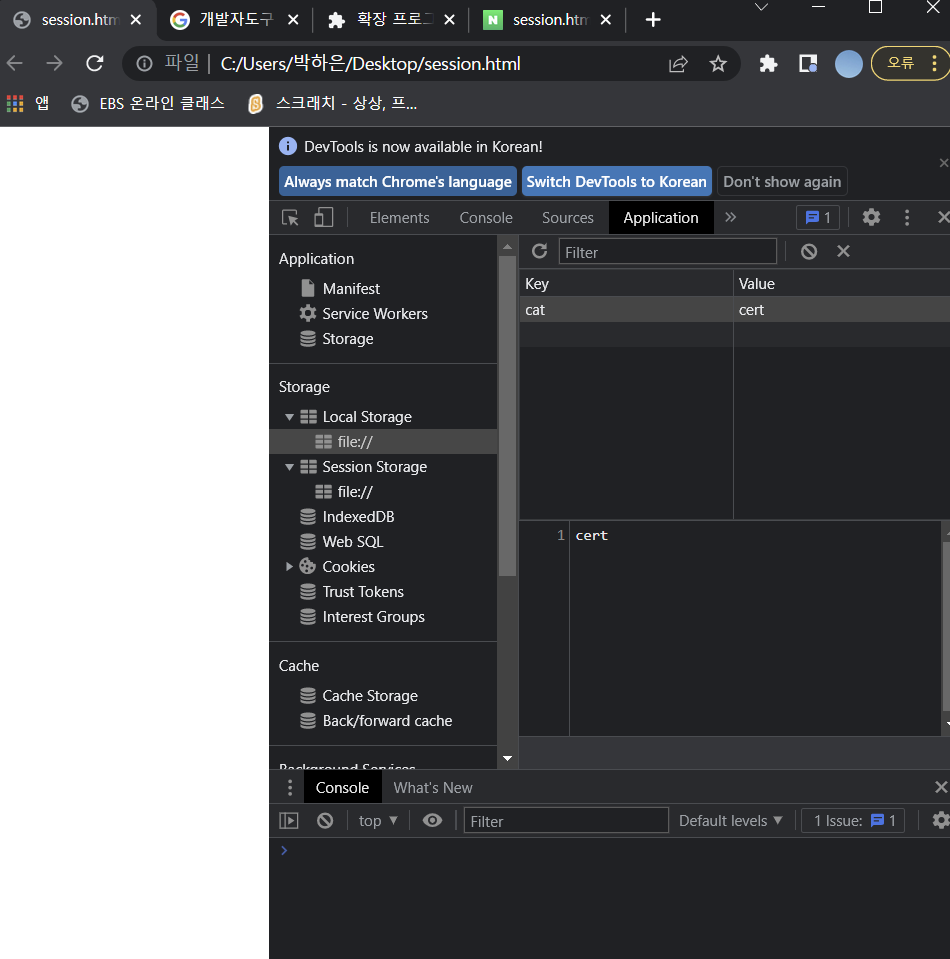 session.htm
개발자도구
확장 프로그
session.htm
파일 | C:/Users/박하은/Desktop/session.html
오류
앱
EBS 온라인 클래스
스크래치 - 상상, 프...
DevTools is now available in Korean!
Always match Chrome's language
Switch DevTools to Korean
Don't show again
Elements
Console
Sources
Application
1
Application
Manifest
Service Workers
Storage
Storage
Local Storage
file://
Session Storage
file://
IndexedDB
Web SQL
Cookies
Trust Tokens
Interest Groups
Cache
Cache Storage
Back/forward cache
Background Services
Filter
Key Value
cat cert
1 cert
Console
What's New
top
Filter
Default levels
1 Issue: 1